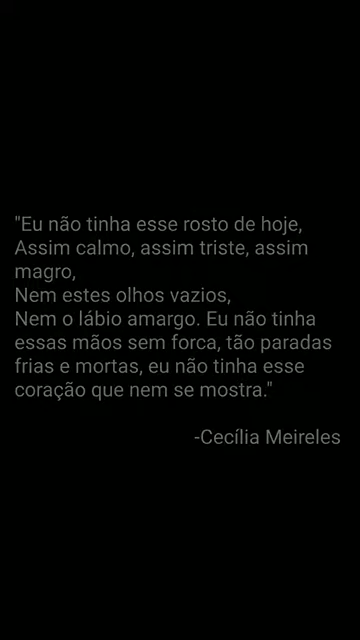 "Eu não tinha esse rosto de hoje,
Assim calmo, assim triste, assim
magro,
Nem estes olhos vazios,
Nem o lábio amargo. Eu não tinha
essas mãos sem forca, tão paradas
frias e mortas, eu não tinha esse
coração que nem se mostra."
-Cecília Meireles